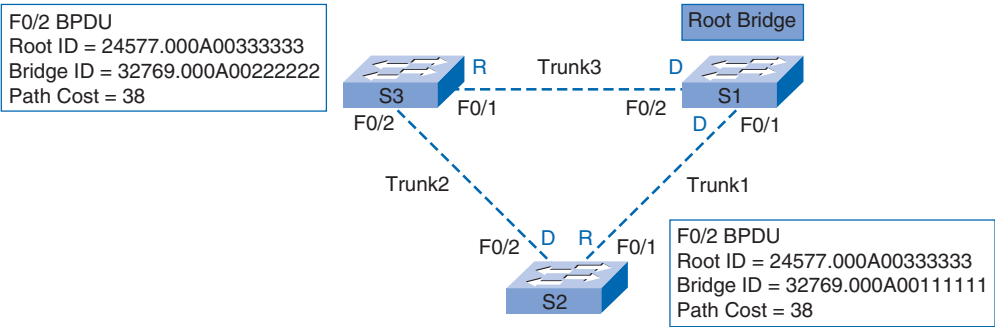 F0/2 BPDU
Root ID = 24577.000A00333333
Bridge ID = 32769.000A00222222
Path Cost = 38
Root Bridge
R
Trunk3
D
S3
F0/1
F0/2
S1
F0/2
D
F0/1
Trunk2
Trunk1
F0/2
D
R
F0/1
S2
F0/2 BPDU
Root ID = 24577.000A00333333
Bridge ID = 32769.000A00111111
Path Cost = 38